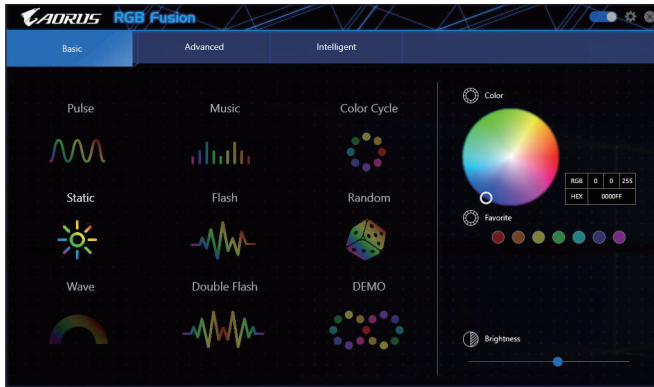 AORUS RGB Fusion
Basic Advanced Intelligent
Pulse Music Color Cycle
Static Flash Random
Wave Double Flash DEMO
Color
RGB 0 0 255
HEX 0000FF
Favorite
Brightness